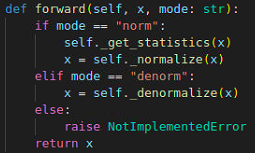 def forward(self, x, mode: str):
    if mode == "norm":
        self._get_statistics(x)
        x = self._normalize(x)
    elif mode == "denorm":
        x = self._denormalize(x)
    else:
        raise NotImplementedError
    return x